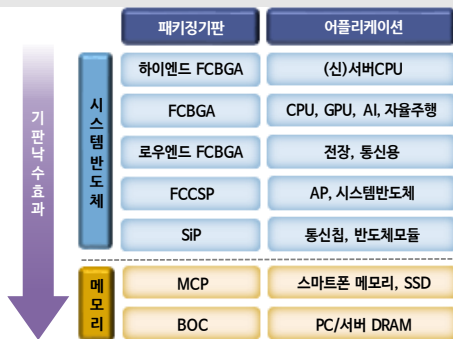 패키징기판 어플리케이션
기판낙수효과
시스템반도체
하이엔드 FCBGA (신)서버CPU
FCBGA CPU, GPU, AI, 자율주행
로우엔드 FCBGA 전장, 통신용
FCCSP AP, 시스템반도체
SiP 통신칩, 반도체모듈
메모리
MCP 스마트폰 메모리, SSD
BOC PC/서버 DRAM